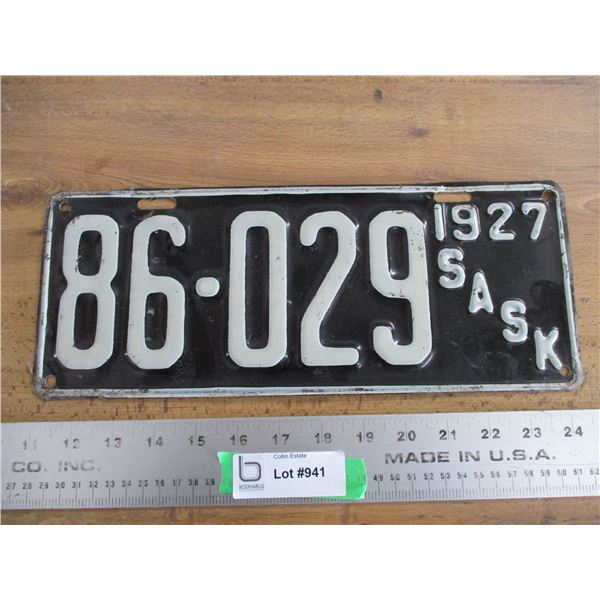 86-029
1927
SASK
11 12 13 14 15 16 17 18 19 20 21 22 23 24
CO. INC.
MADE IN U.S.A.
Collin Estate
Lot #941
BODNARUS